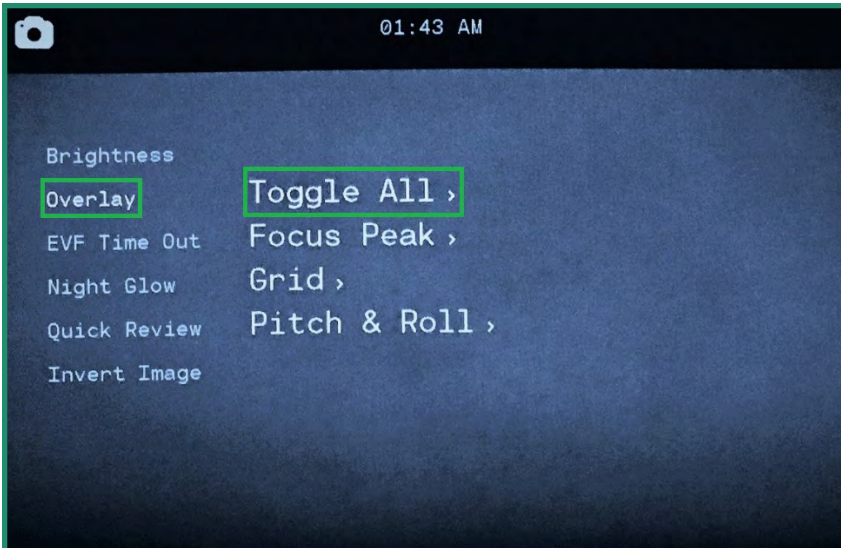 01:43 AM
Brightness
Overlay
EVF Time Out
Night Glow
Quick Review
Invert Image
Toggle All ›
Focus Peak ›
Grid ›
Pitch & Roll ›